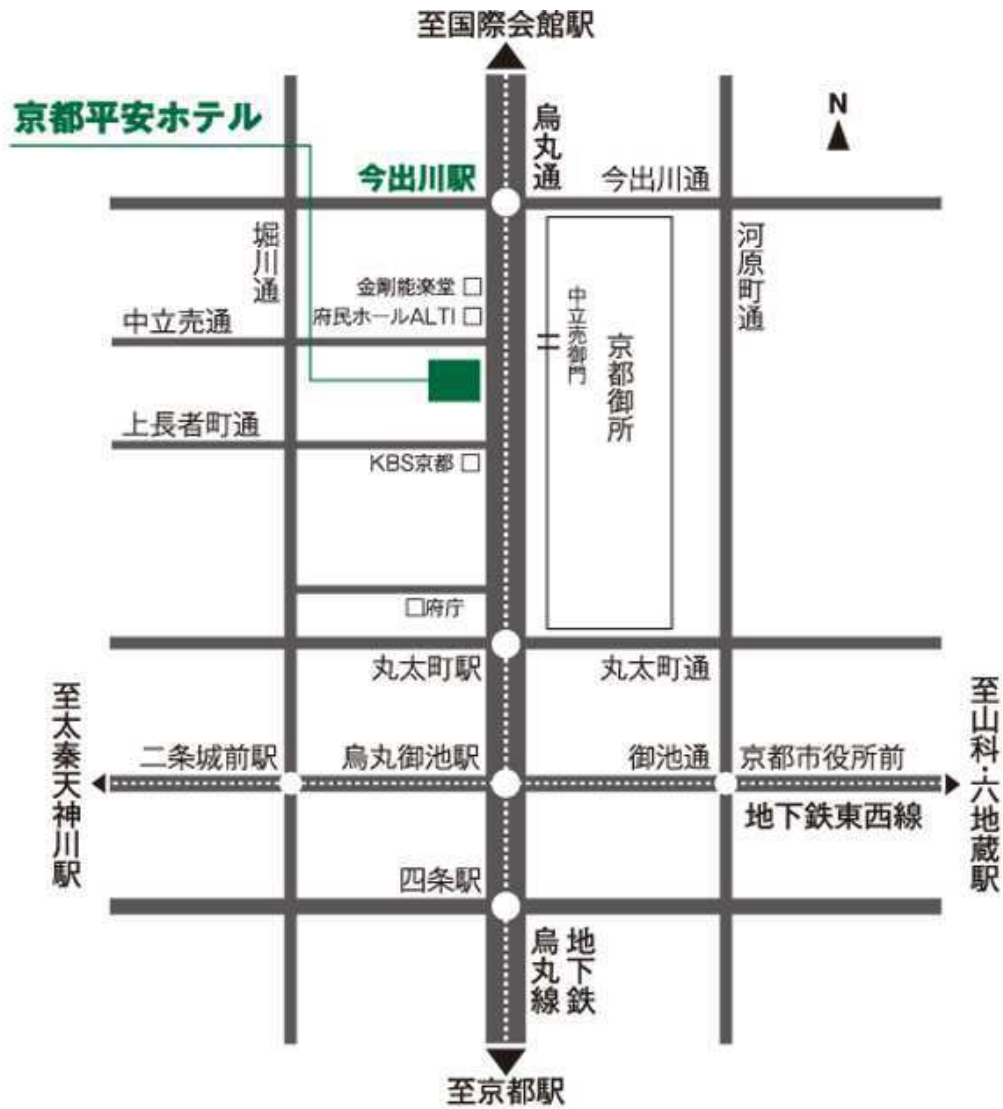 至国際会館駅
京都平安ホテル
烏丸通
N
今出川駅
今出川通
堀川通
河原町通
金剛能楽堂
府民ホールALTI
中立売通
中立売御門
京都御所
上長者町通
KBS京都
府庁
丸太町駅
丸太町通
至太秦天神川駅
二条城前駅
烏丸御池駅
御池通
京都市役所前
至山科・六地蔵駅
地下鉄東西線
四条駅
地下鉄
烏丸線
至京都駅